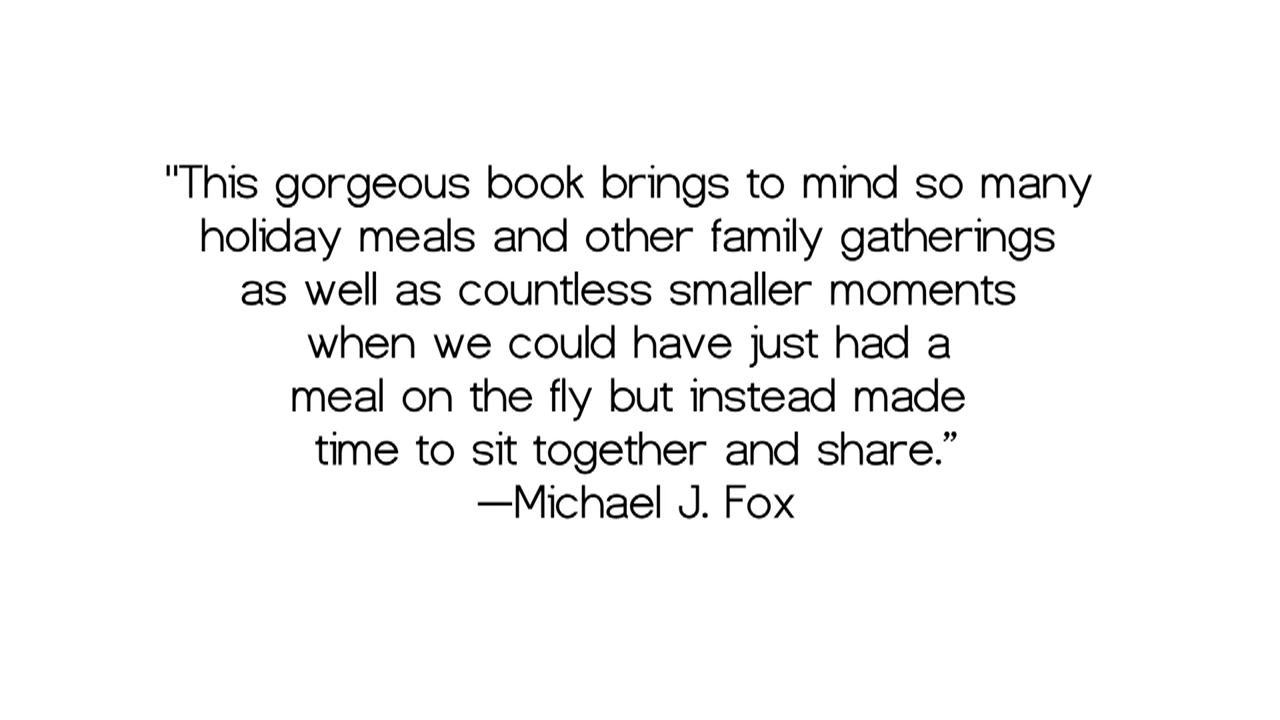 "This gorgeous book brings to mind so many
holiday meals and other family gatherings
as well as countless smaller moments
when we could have just had a
meal on the fly but instead made
time to sit together and share.”
—Michael J. Fox